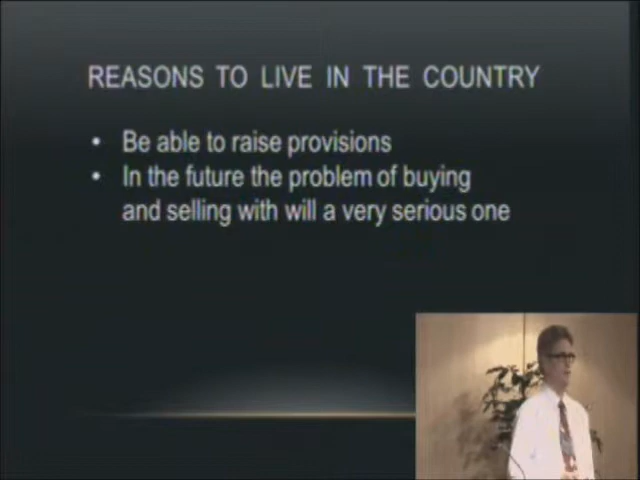 REASONS TO LIVE IN THE COUNTRY
• Be able to raise provisions
• In the future the problem of buying
and selling with will a very serious one